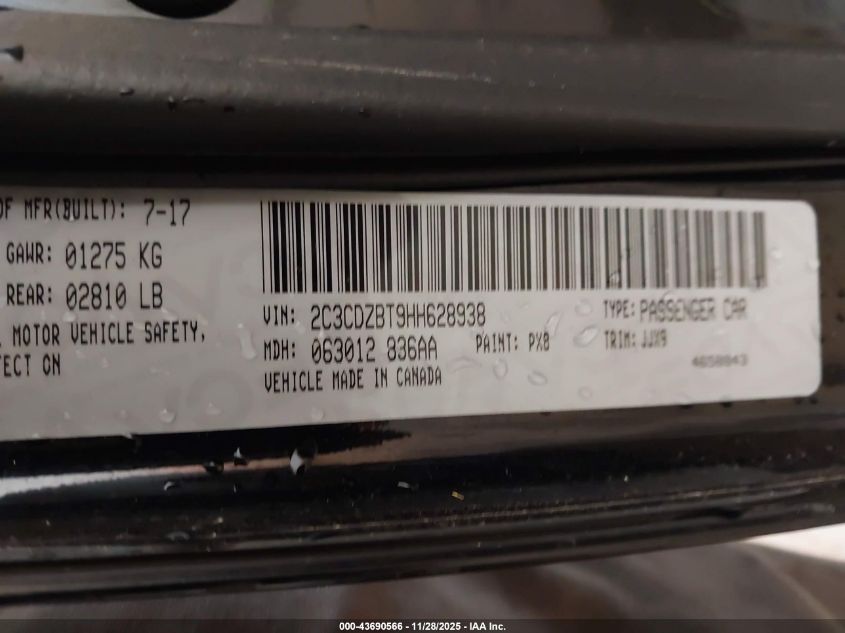 OF MFR(BUILT): 7-17
GAWR: 01275 KG
REAR: 02810 LB
MOTOR VEHICLE SAFETY,
ON
VIN: 2C3CDZBT9HH628938
TYPE: PASSENGER CAR
MDH: 063012 836AA
PAINT: PX8
TRIM: JJX9
VEHICLE MADE IN CANADA
4658843
000-43690566 | 11/28/2025 - IAA Inc.